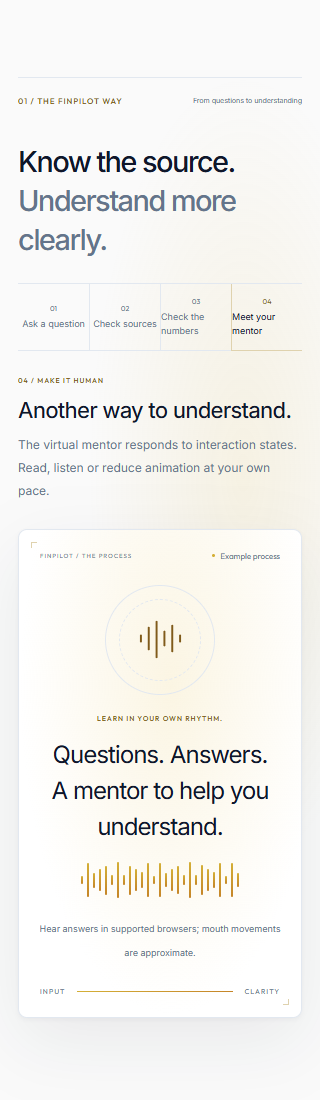 01 / THE FINPILOT WAY
From questions to understanding
Know the source.
Understand more
clearly.
01
Ask a question
02
Check sources
03
Check the
numbers
04
Meet your
mentor
04 / MAKE IT HUMAN
Another way to understand.
The virtual mentor responds to interaction states.
Read, listen or reduce animation at your own
pace.
FINPILOT / THE PROCESS
Example process
LEARN IN YOUR OWN RHYTHM.
Questions. Answers.
A mentor to help you
understand.
Hear answers in supported browsers; mouth movements
are approximate.
INPUT
CLARITY